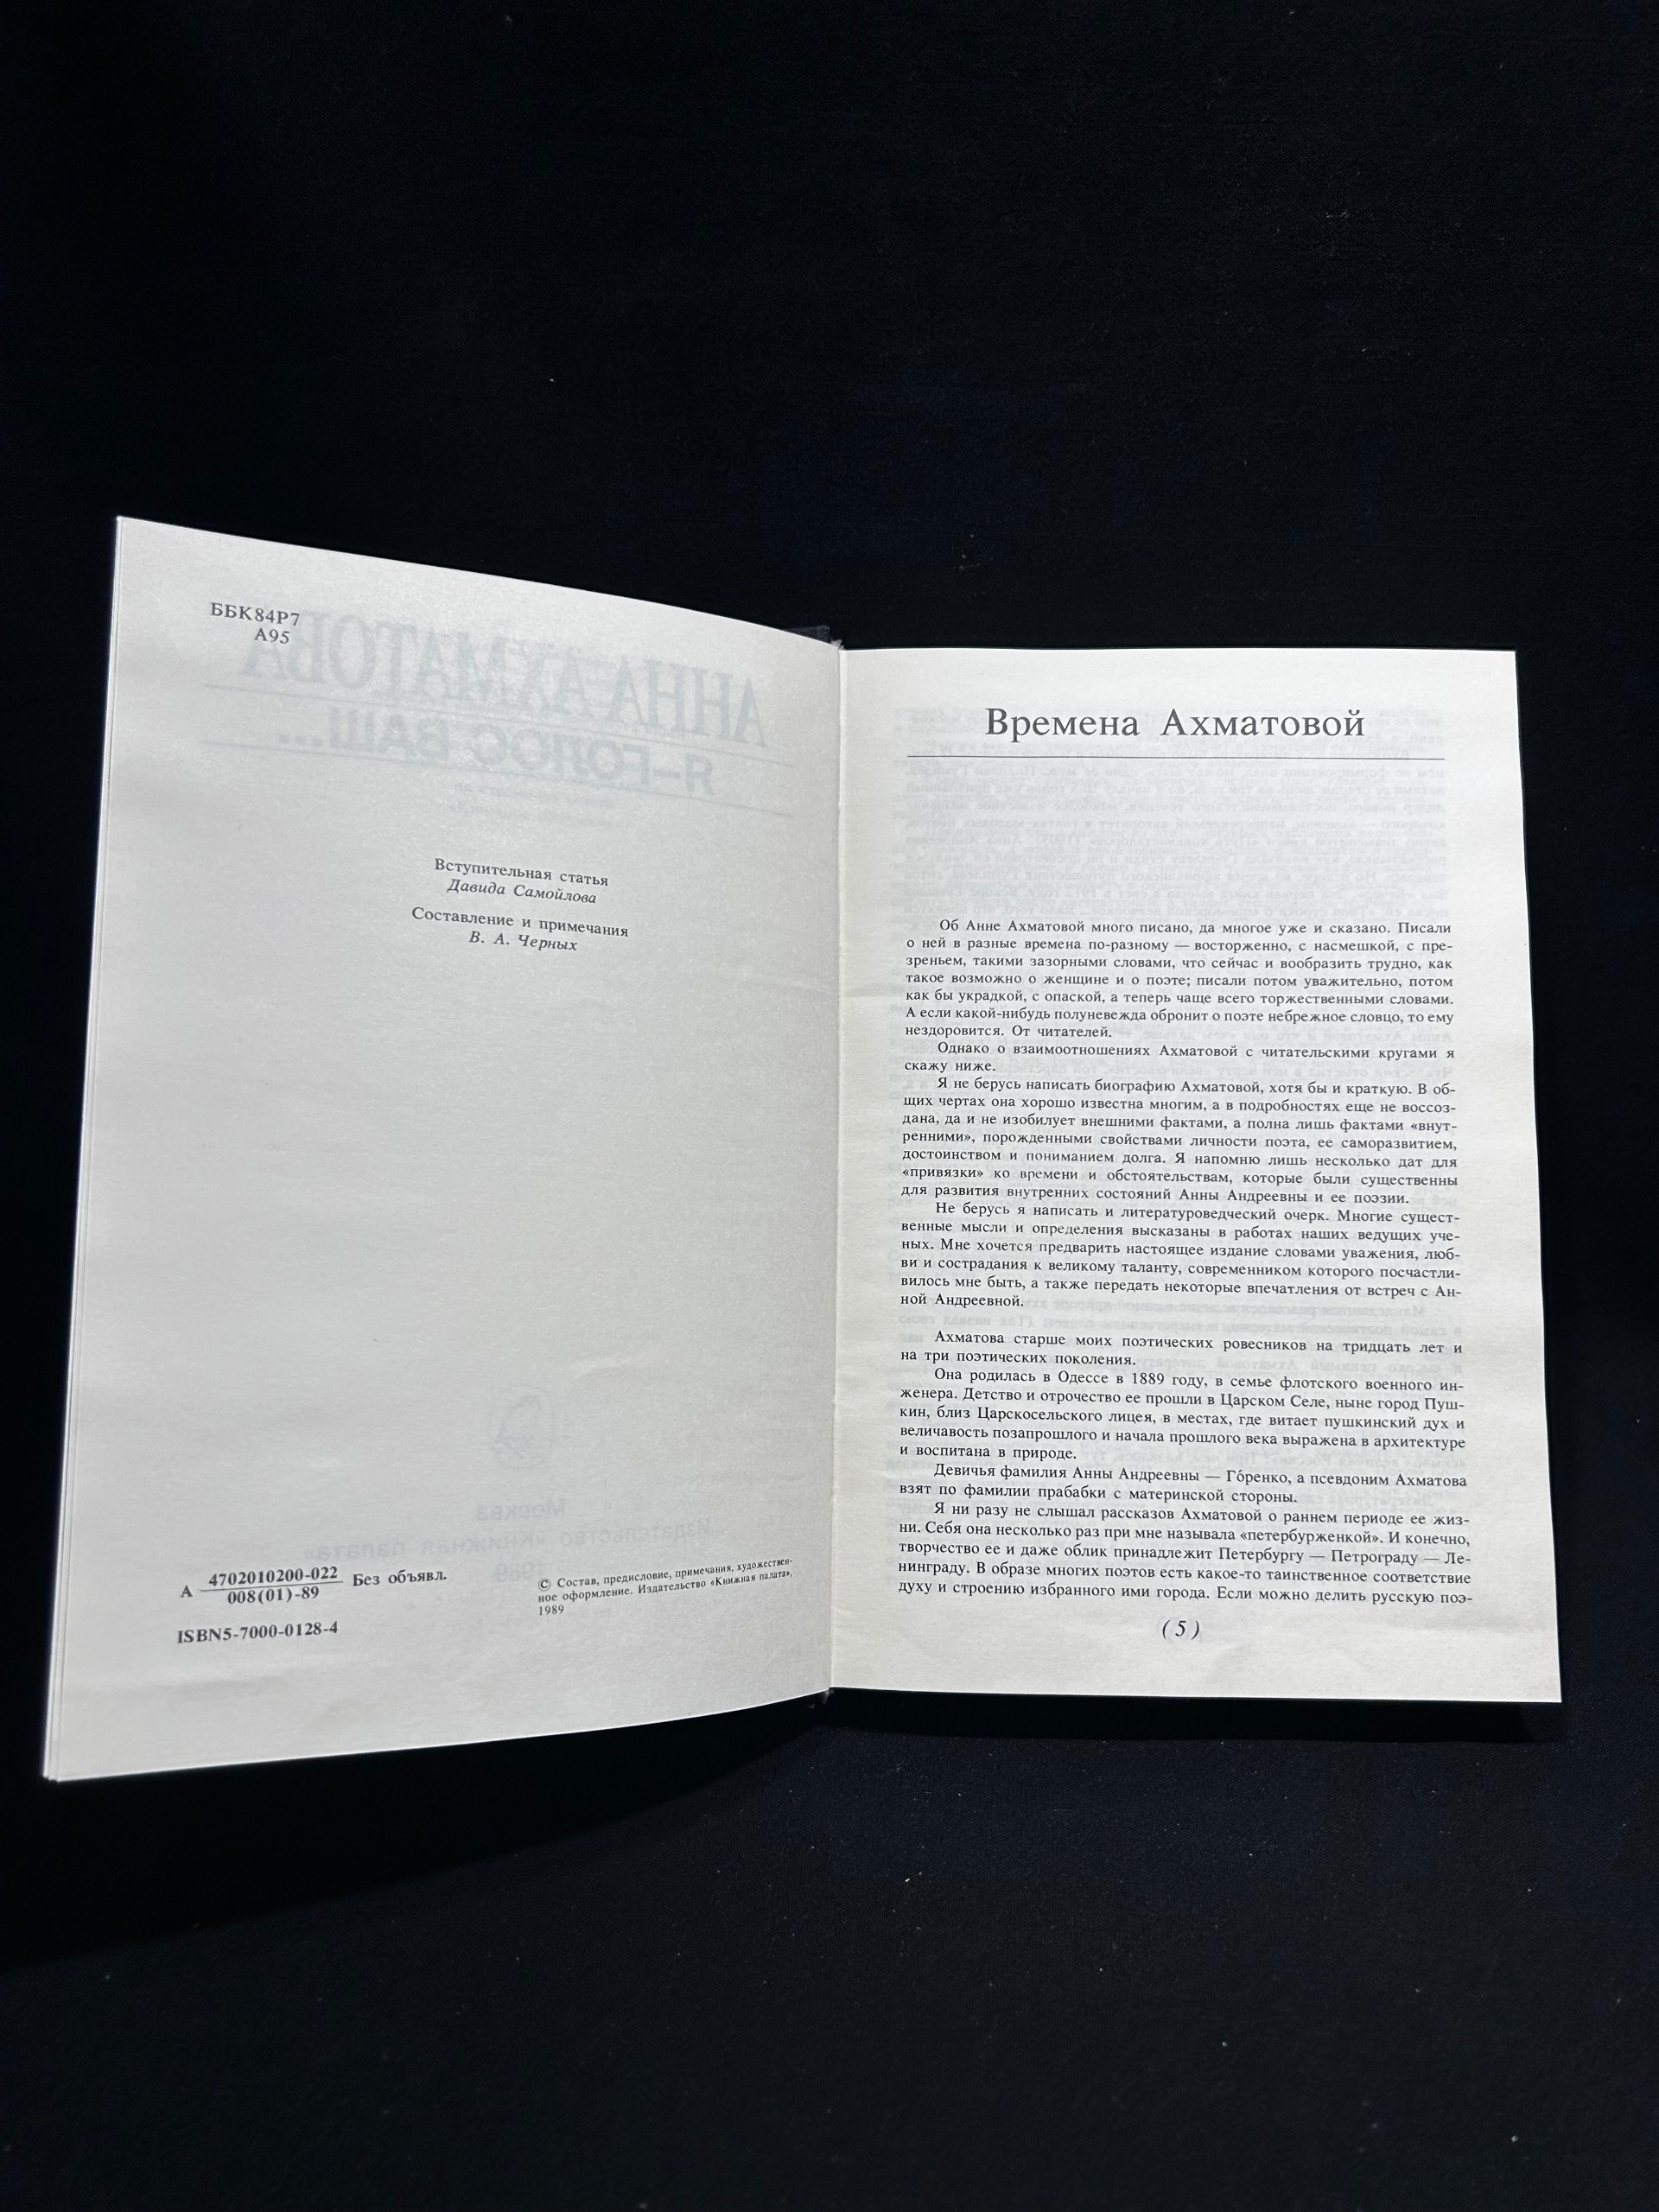 ББК84Р7
А95
АННА АХМАТОВА
Я–ГОЛОС ВАШ...
Вступительная статья
Давида Самойлова
Составление и примечания
В. А. Черных
Москва
Издательство «Книжная палата»
1989
А 4702010200-022 Без объявл.
008(01)-89
© Состав, предисловие, примечания, художествен-
ное оформление. Издательство «Книжная палата»,
1989
ISBN5-7000-0128-4
Времена Ахматовой
Об Анне Ахматовой много писано, да многое уже и сказано. Писали
о ней в разные времена по-разному — восторженно, с насмешкой, с пре-
зреньем, такими зазорными словами, что сейчас и вообразить трудно, как
такое возможно о женщине и о поэте; писали потом уважительно, потом
как бы украдкой, с опаской, а теперь чаще всего торжественными словами.
А если какой-нибудь полуневежда обронит о поэте небрежное словцо, то ему
нездоровится. От читателей.
Однако о взаимоотношениях Ахматовой с читательскими кругами я
скажу ниже.
Я не берусь написать биографию Ахматовой, хотя бы и краткую. В об-
щих чертах она хорошо известна многим, а в подробностях еще не воссоз-
дана, да и не изобилует внешними фактами, а полна лишь фактами «внут-
ренними», порожденными свойствами личности поэта, ее саморазвитием,
достоинством и пониманием долга. Я напомню лишь несколько дат для
«привязки» ко времени и обстоятельствам, которые были существенны
для развития внутренних состояний Анны Андреевны и ее поэзии.
Не берусь я написать и литературоведческий очерк. Многие сущест-
венные мысли и определения высказаны в работах наших ведущих уче-
ных. Мне хочется предварить настоящее издание словами уважения, люб-
ви и сострадания к великому таланту, современником которого посчастли-
вилось мне быть, а также передать некоторые впечатления от встреч с Ан-
ной Андреевной.
Ахматова старше моих поэтических ровесников на тридцать лет и
на три поэтических поколения.
Она родилась в Одессе в 1889 году, в семье флотского военного ин-
женера. Детство и отрочество ее прошли в Царском Селе, ныне город Пуш-
кин, близ Царскосельского лицея, в местах, где витает пушкинский дух и
величавость позапрошлого и начала прошлого века выражена в архитектуре
и воспитана в природе.
Девичья фамилия Анны Андреевны — Го́ренко, а псевдоним Ахматова
взят по фамилии прабабки с материнской стороны.
Я ни разу не слышал рассказов Ахматовой о раннем периоде ее жиз-
ни. Себя она несколько раз при мне называла «петербурженкой». И конечно,
творчество ее и даже облик принадлежит Петербургу — Петрограду — Ле-
нинграду. В образе многих поэтов есть какое-то таинственное соответствие
духу и строению избранного ими города. Если можно делить русскую поэ-
(5)